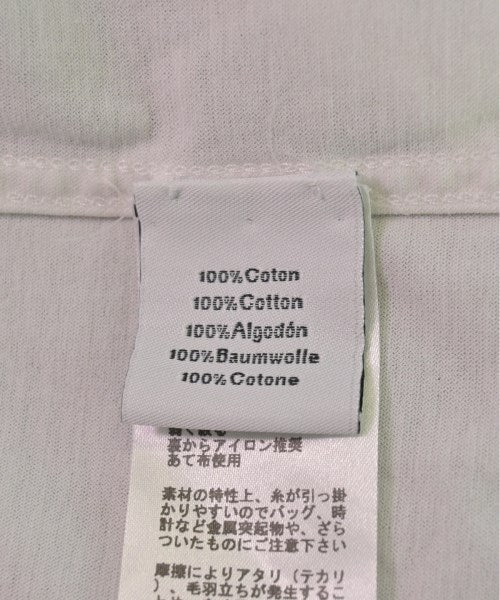 100%Coton
100%Cotton
100%Algodón
100%Baumwolle
100%Cotone
裏からアイロン推奨
あて布使用
素材の特性上、糸が引っ掛
かりやすいのでバッグ、時
計など金属突起物や、ざら
ついたものにご注意下さい
摩擦によりアタリ（テカリ
）、毛羽立ちが発生するこ